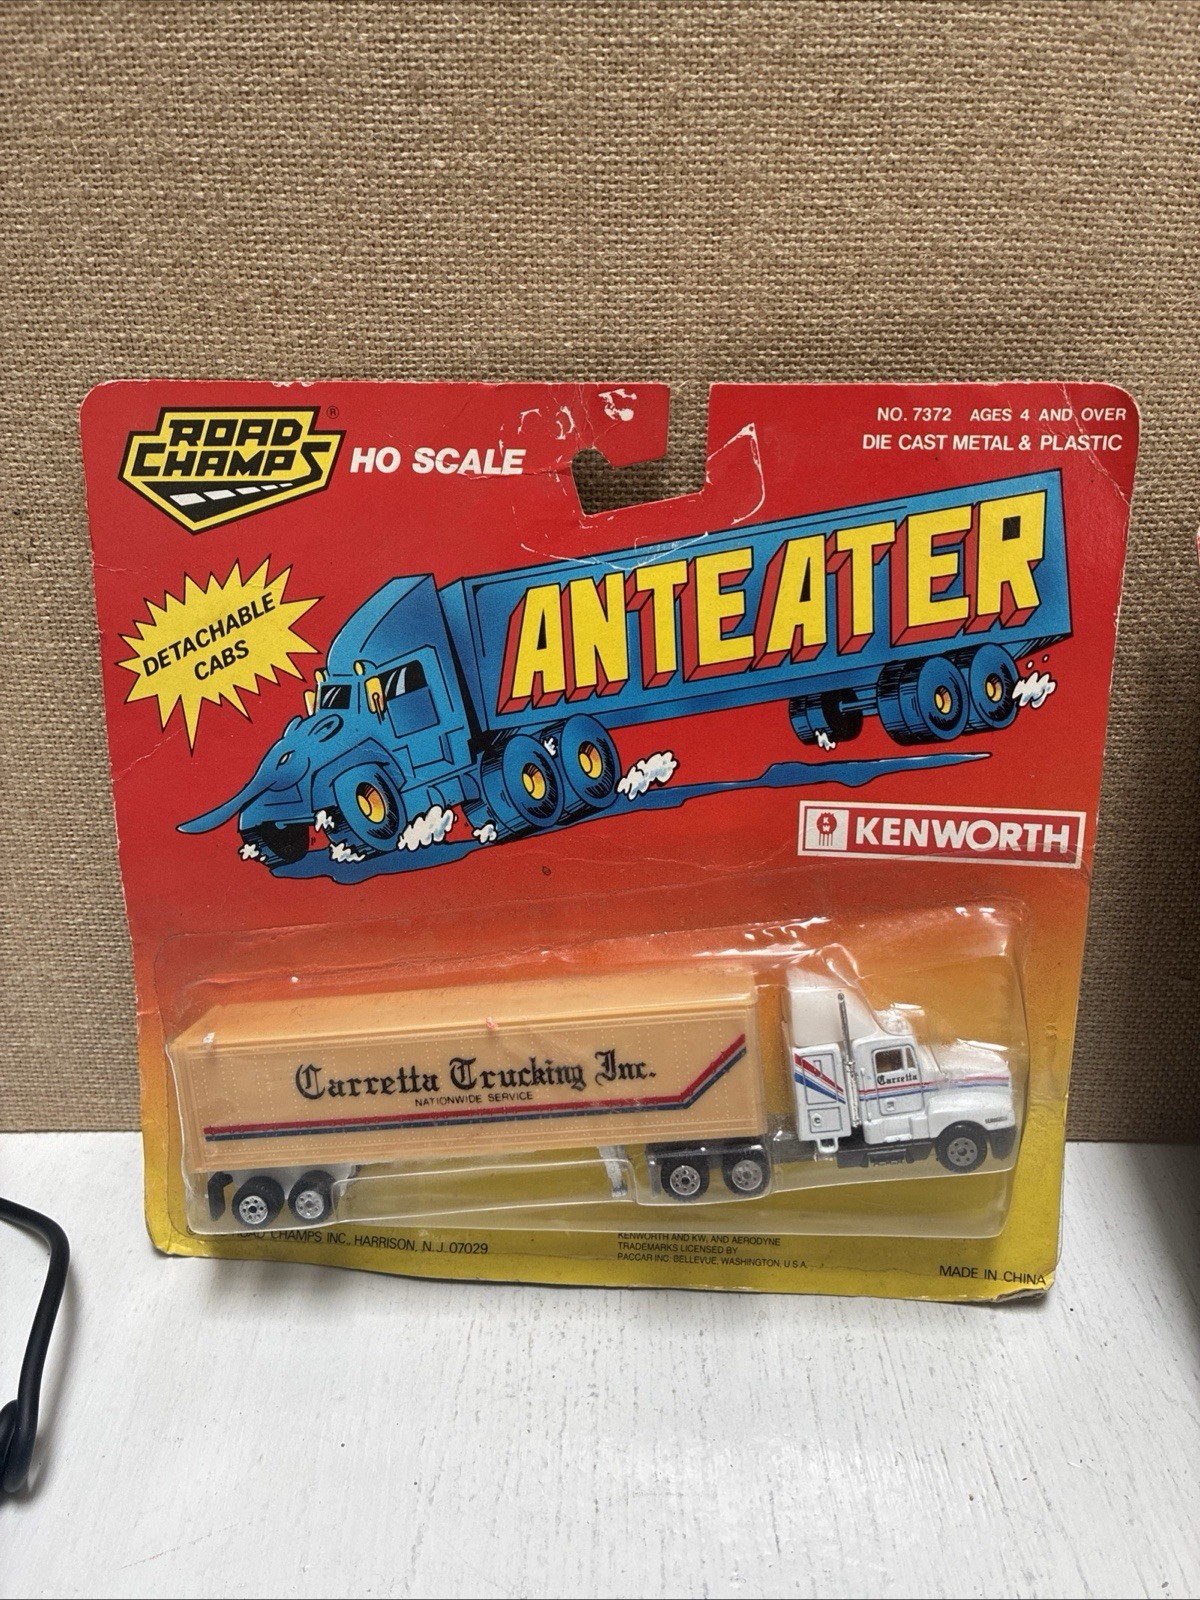 ROAD CHAMPS ®
HO SCALE
NO. 7372 AGES 4 AND OVER
DIE CAST METAL & PLASTIC
DETACHABLE
CABS
ANTEATER
KW
KENWORTH
Carretta Trucking Inc.
NATIONWIDE SERVICE
Carretta
ROAD CHAMPS INC., HARRISON, N.J. 07029
KENWORTH AND KW, AND AERODYNE
TRADEMARKS LICENSED BY
PACCAR INC. BELLEVUE, WASHINGTON, U.S.A.
MADE IN CHINA